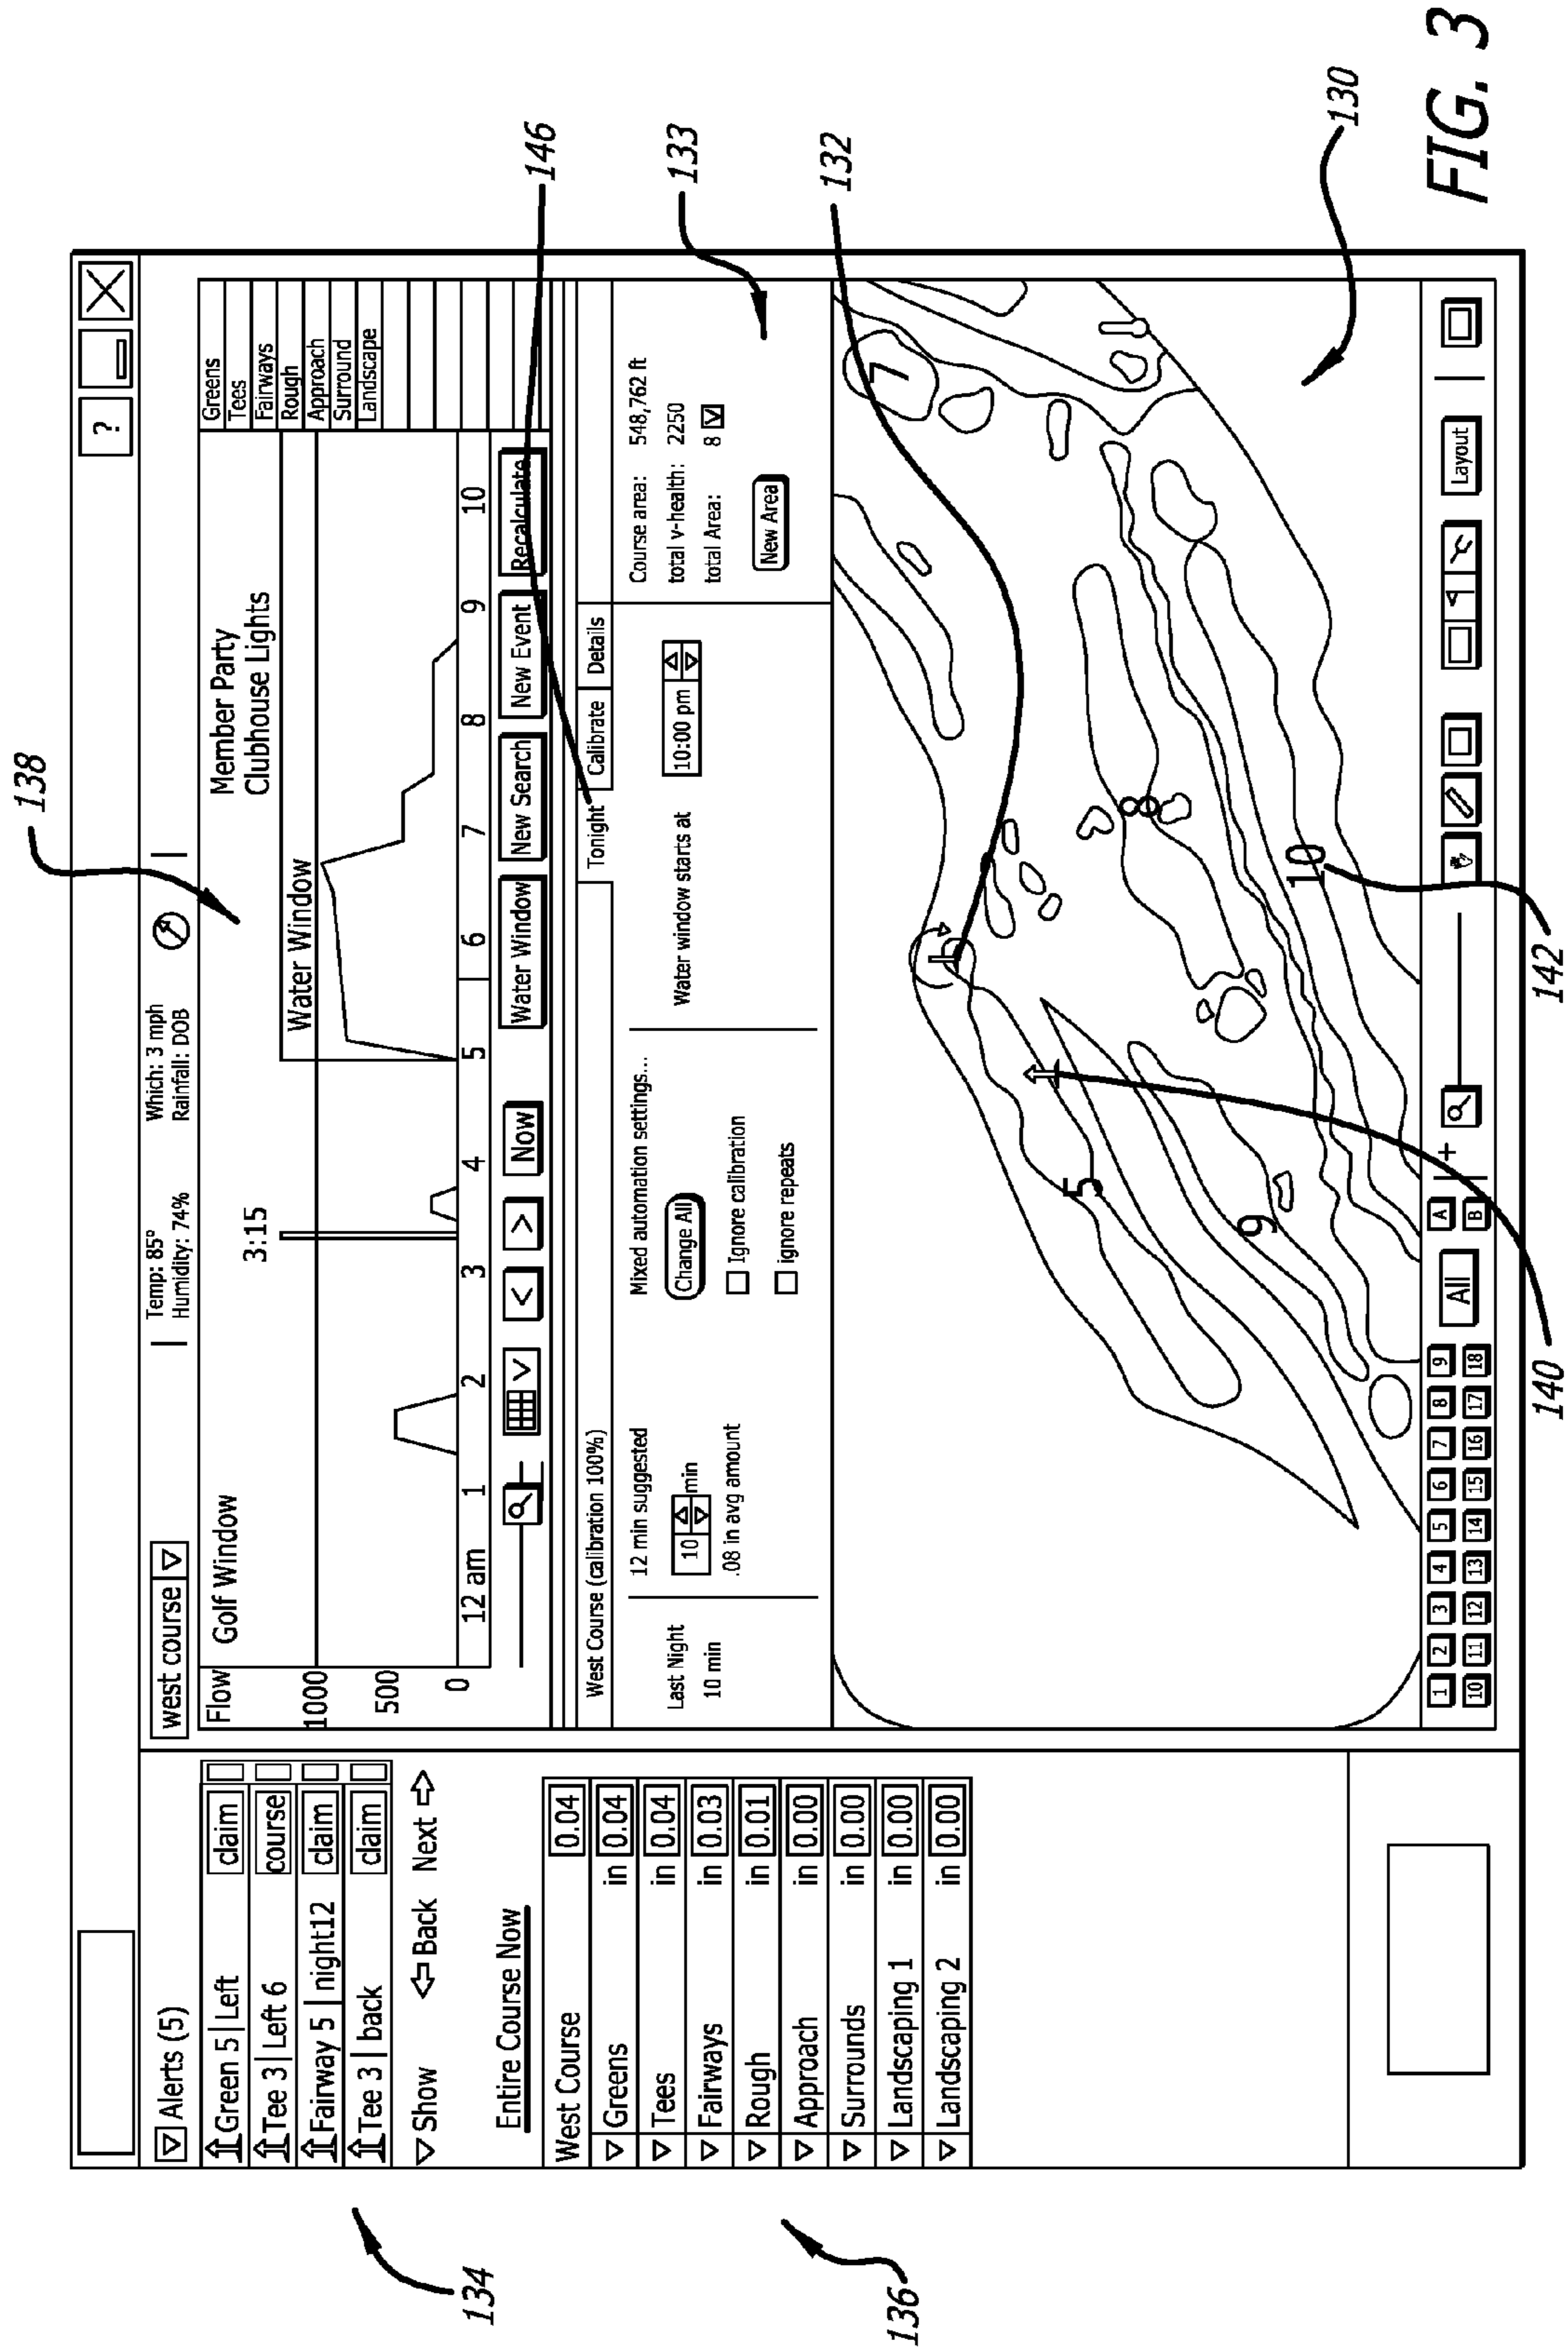 138
146
133
132
130
FIG. 3
142
140
134
136
?
Alerts (5)
Green 5 | Left claim
Tee 3 | Left 6 course
Fairway 5 | night12 claim
Tee 3 | back claim
Show Back Next
Entire Course Now
West Course 0.04
Greens in 0.04
Tees in 0.04
Fairways in 0.03
Rough in 0.01
Approach in 0.00
Surrounds in 0.00
Landscaping 1 in 0.00
Landscaping 2 in 0.00
west course
Temp: 85º
Humidity: 74%
Which: 3 mph
Rainfall: DOB
Flow
Golf Window
3:15
Member Party
Clubhouse Lights
Water Window
1000
500
0
12 am 1 2 3 4 5 6 7 8 9 10
Greens
Tees
Fairways
Rough
Approach
Surround
Landscape
< > Now Water Window New Search New Event Recalculate
West Course (calibration 100%)
Tonight Calibrate Details
Last Night
10 min
12 min suggested
10 min
.08 in avg amount
Mixed automation settings...
Change All
Ignore calibration
ignore repeats
Water window starts at 10:00 pm
Course area: 548,762 ft
total v-health: 2250
total Area: 8
New Area
7
8
10
5
9
1 2 3 4 5 6 7 8 9
10 11 12 13 14 15 16 17 18
All
A
B
+
Layout